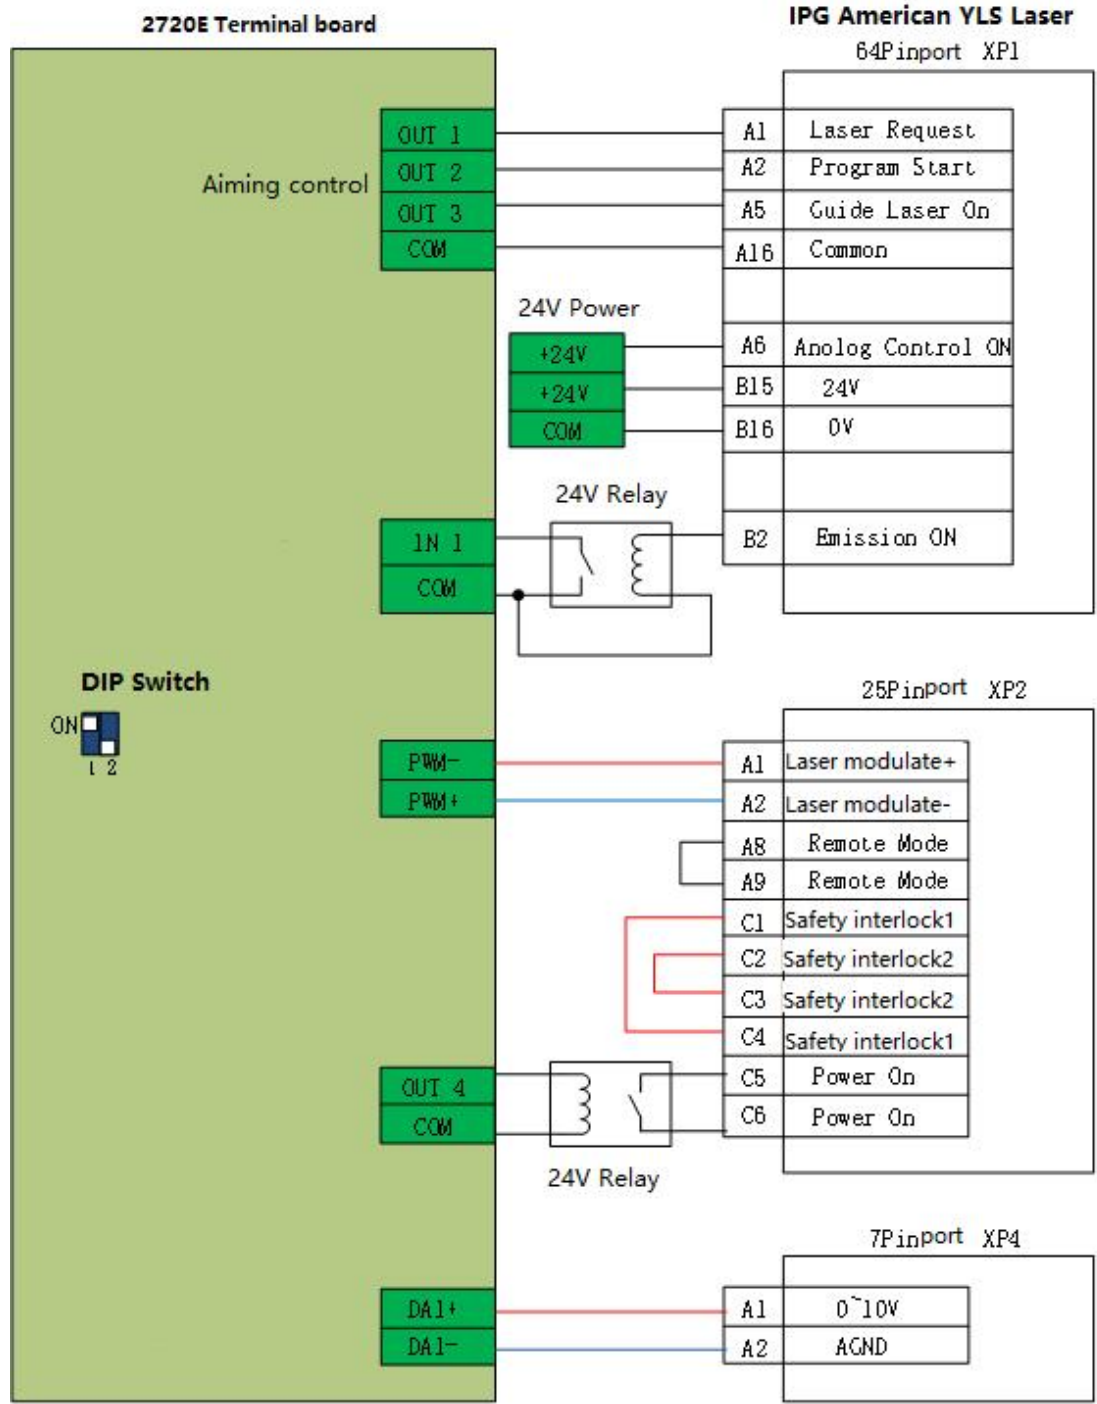 2720E Terminal board
IPG American YLS Laser
64Pinport XP1
OUT 1
A1 Laser Request
Aiming control
OUT 2
A2 Program Start
OUT 3
A5 Guide Laser On
COM
A16 Common
24V Power
+24V
A6 Anolog Control ON
+24V
B15 24V
COM
B16 0V
24V Relay
IN 1
B2 Emission ON
COM
DIP Switch
ON
1 2
25Pinport XP2
PWM-
A1 Laser modulate+
PWM+
A2 Laser modulate-
A8 Remote Mode
A9 Remote Mode
C1 Safety interlock1
C2 Safety interlock2
C3 Safety interlock2
C4 Safety interlock1
OUT 4
C5 Power On
COM
C6 Power On
24V Relay
7Pinport XP4
DA1+
A1 0~10V
DA1-
A2 AGND